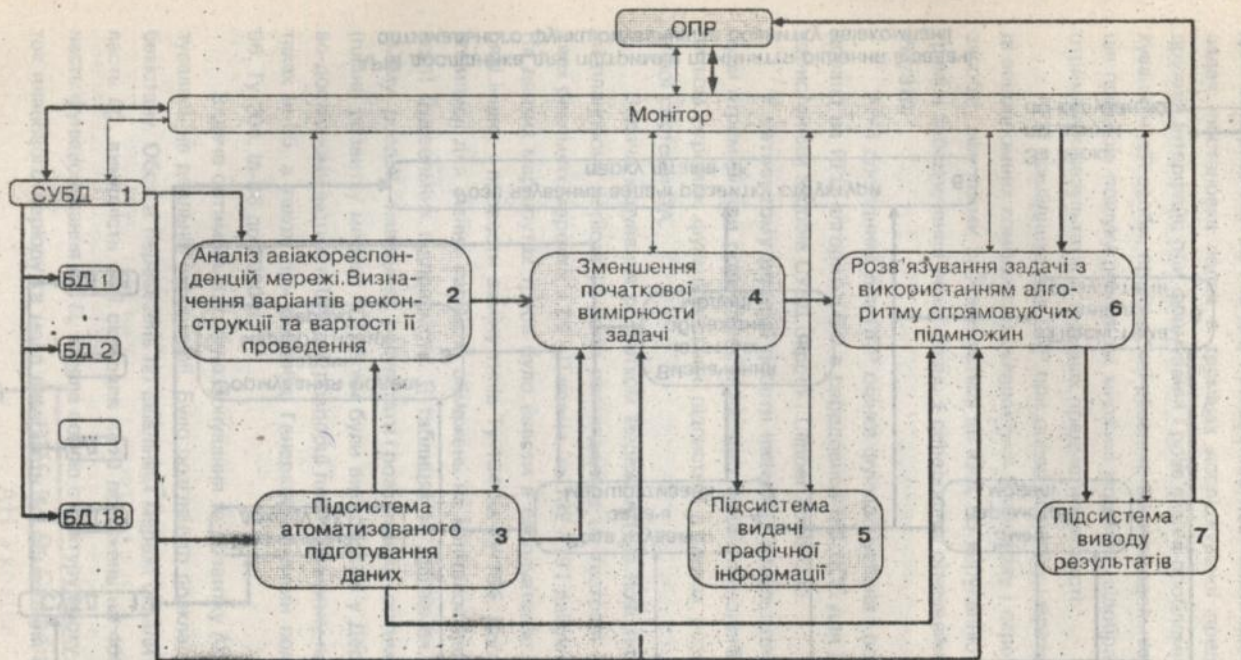 ОПР
Монітор
СУБД 1
БД 1
БД 2
...
БД 18
Аналіз авіакореспон-
денцій мережі.Визна-
чення варіантів рекон-
струкції та вартості її
проведення
2
Зменшення
початкової
вимірности
задачі
4
Розв'язування задачі з
використанням алго-
ритму спрямовуючих
підмножин
6
Підсистема
атоматизованого
підготування
даних
3
Підсистема
видачі
графічної
інформації
5
Підсистема
виводу
результатів
7